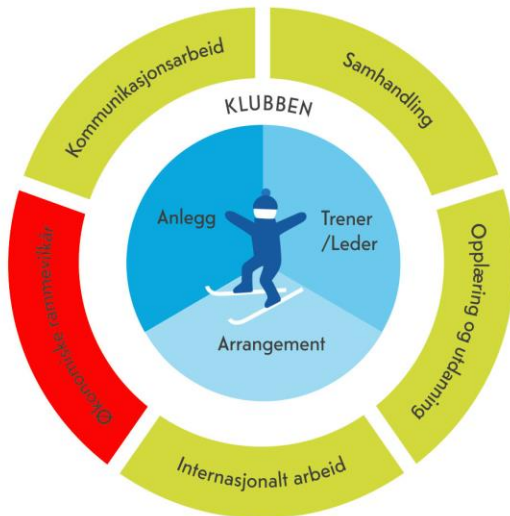 Kommunikasjonsarbeid
Samhandling
KLUBBEN
Anlegg
Trener
/Leder
Arrangement
Økonomiske rammevilkår
Opplæring og utdanning
Internasjonalt arbeid